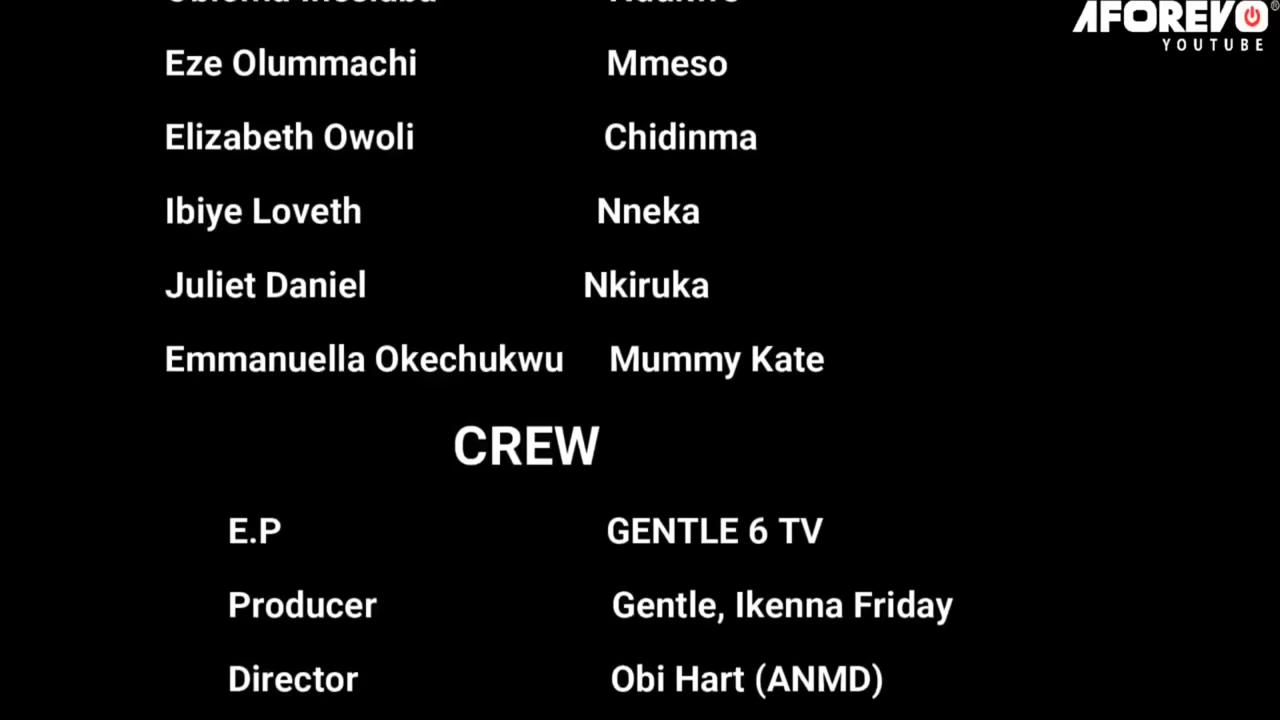 AFOREVO
YOUTUBE
Eze Olummachi Mmeso
Elizabeth Owoli Chidinma
Ibiye Loveth Nneka
Juliet Daniel Nkiruka
Emmanuella Okechukwu Mummy Kate
CREW
E.P GENTLE 6 TV
Producer Gentle, Ikenna Friday
Director Obi Hart (ANMD)